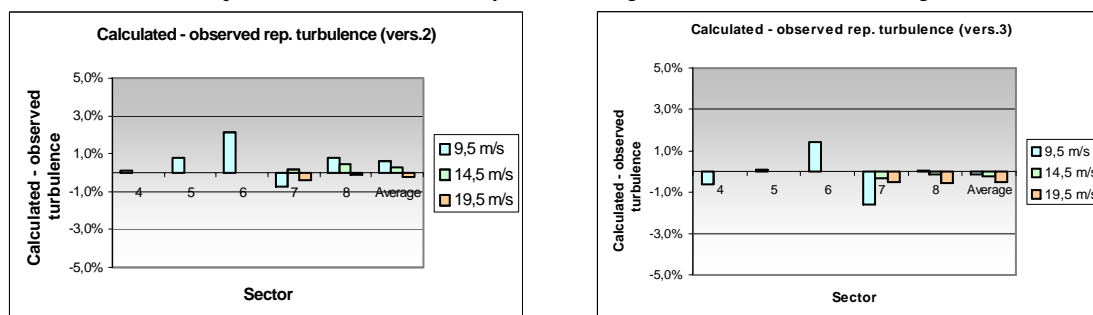 Calculated - observed rep. turbulence (vers.2)
Calculated - observed
turbulence
5,0%
3,0%
1,0%
-1,0%
-3,0%
-5,0%
4 5 6 7 8 Average
Sector
9,5 m/s
14,5 m/s
19,5 m/s
Calculated - observed rep. turbulence (vers.3)
Calculated - observed
turbulence
5,0%
3,0%
1,0%
-1,0%
-3,0%
-5,0%
4 5 6 7 8 Average
Sector
9,5 m/s
14,5 m/s
19,5 m/s